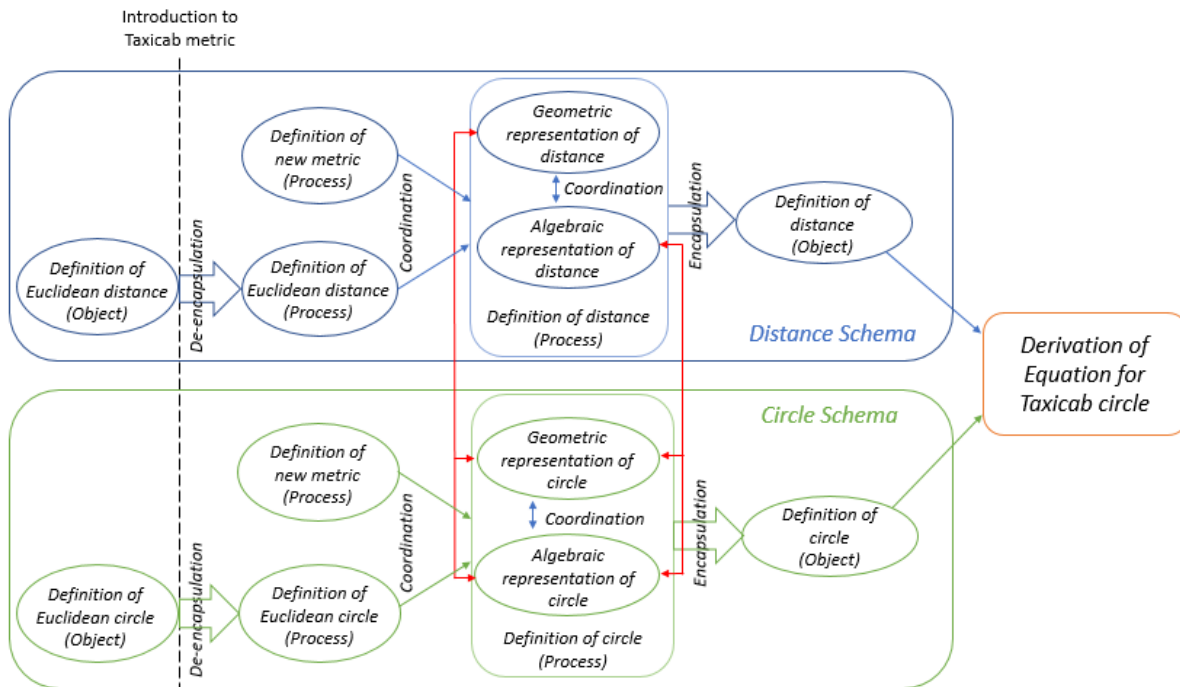 Introduction to
Taxicab metric
Definition of
new metric
(Process)
Geometric
representation of
distance
Coordination
Coordination
Algebraic
representation of
distance
Encapsulation
Definition of
distance
(Object)
Definition of
Euclidean distance
(Object)
De-encapsulation
Definition of
Euclidean distance
(Process)
Definition of distance
(Process)
Distance Schema
Derivation of
Equation for
Taxicab circle
Circle Schema
Definition of
new metric
(Process)
Geometric
representation of
circle
Coordination
Coordination
Algebraic
representation of
circle
Encapsulation
Definition of
circle
(Object)
Definition of
Euclidean circle
(Object)
De-encapsulation
Definition of
Euclidean circle
(Process)
Definition of circle
(Process)